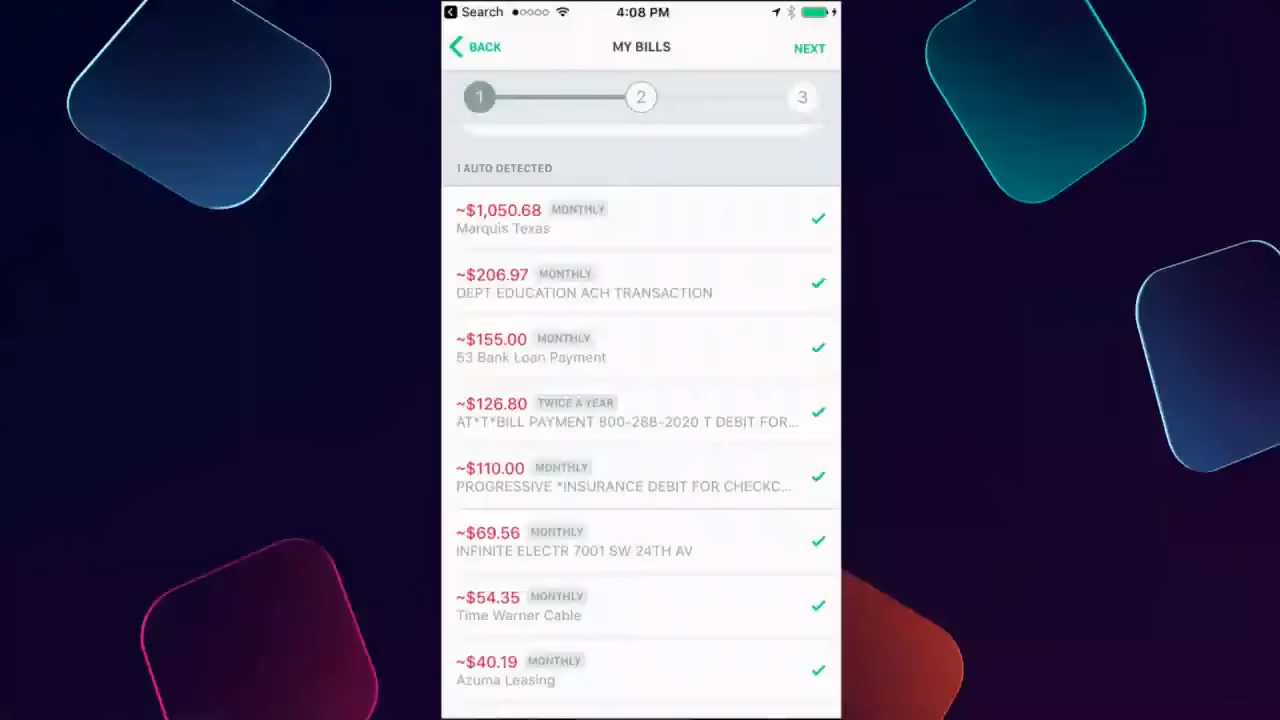 Search 4:08 PM
BACK MY BILLS NEXT
1 2 3
I AUTO DETECTED
~$1,050.68 MONTHLY
Marquis Texas
~$206.97 MONTHLY
DEPT EDUCATION ACH TRANSACTION
~$155.00 MONTHLY
53 Bank Loan Payment
~$126.80 TWICE A YEAR
AT*T*BILL PAYMENT 800-288-2020 T DEBIT FOR...
~$110.00 MONTHLY
PROGRESSIVE *INSURANCE DEBIT FOR CHECKC...
~$69.56 MONTHLY
INFINITE ELECTR 7001 SW 24TH AV
~$54.35 MONTHLY
Time Warner Cable
~$40.19 MONTHLY
Azuma Leasing